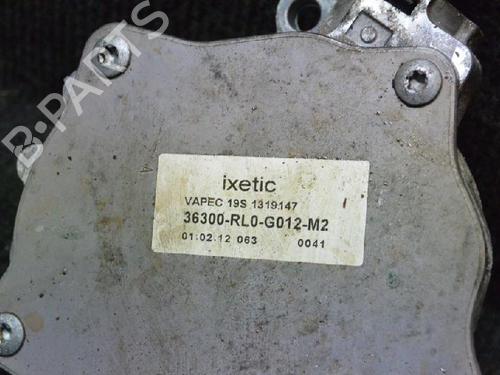 B-PARTS
ixetic
VAPEC 19S 1319147
36300-RL0-G012-M2
01.02.12 063 0041